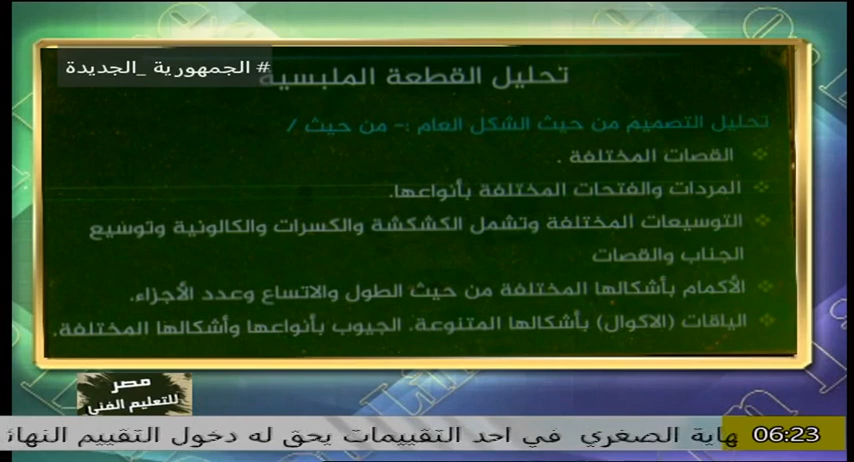 # الجمهورية _الجديدة
تحليل القطعة الملبسية
تحليل التصميم من حيث الشكل العام :- من حيث /
القصات المختلفة .
المردات والفتحات المختلفة بأنواعها.
التوسيعات المختلفة وتشمل الكشكشة والكسرات والكالونية وتوسيع
الجناب والقصات
الأكمام بأشكالها المختلفة من حيث الطول والاتساع وعدد الأجزاء.
الياقات (الاكوال) بأشكالها المتنوعة. الجيوب بأنواعها وأشكالها المختلفة.
مصر
للتعليم الفنى
هاية الصغري في احد التقييمات يحق له دخول التقييم النهائ
06:23